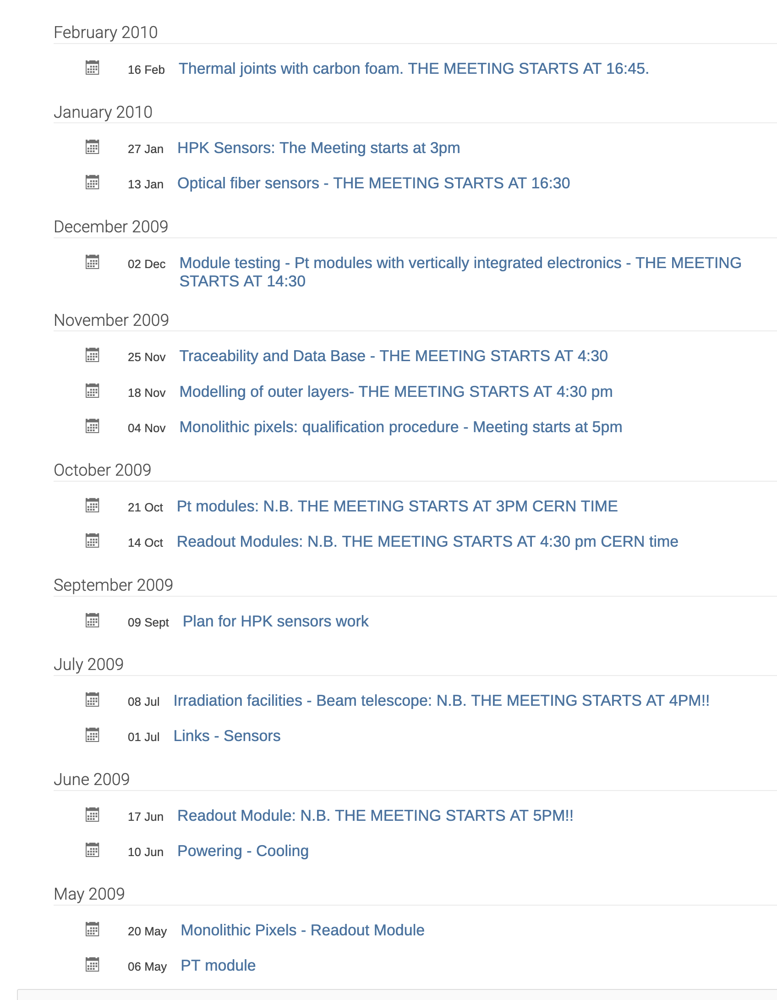 February 2010
16 Feb Thermal joints with carbon foam. THE MEETING STARTS AT 16:45.
January 2010
27 Jan HPK Sensors: The Meeting starts at 3pm
13 Jan Optical fiber sensors - THE MEETING STARTS AT 16:30
December 2009
02 Dec Module testing - Pt modules with vertically integrated electronics - THE MEETING
STARTS AT 14:30
November 2009
25 Nov Traceability and Data Base - THE MEETING STARTS AT 4:30
18 Nov Modelling of outer layers- THE MEETING STARTS AT 4:30 pm
04 Nov Monolithic pixels: qualification procedure - Meeting starts at 5pm
October 2009
21 Oct Pt modules: N.B. THE MEETING STARTS AT 3PM CERN TIME
14 Oct Readout Modules: N.B. THE MEETING STARTS AT 4:30 pm CERN time
September 2009
09 Sept Plan for HPK sensors work
July 2009
08 Jul Irradiation facilities - Beam telescope: N.B. THE MEETING STARTS AT 4PM!!
01 Jul Links - Sensors
June 2009
17 Jun Readout Module: N.B. THE MEETING STARTS AT 5PM!!
10 Jun Powering - Cooling
May 2009
20 May Monolithic Pixels - Readout Module
06 May PT module